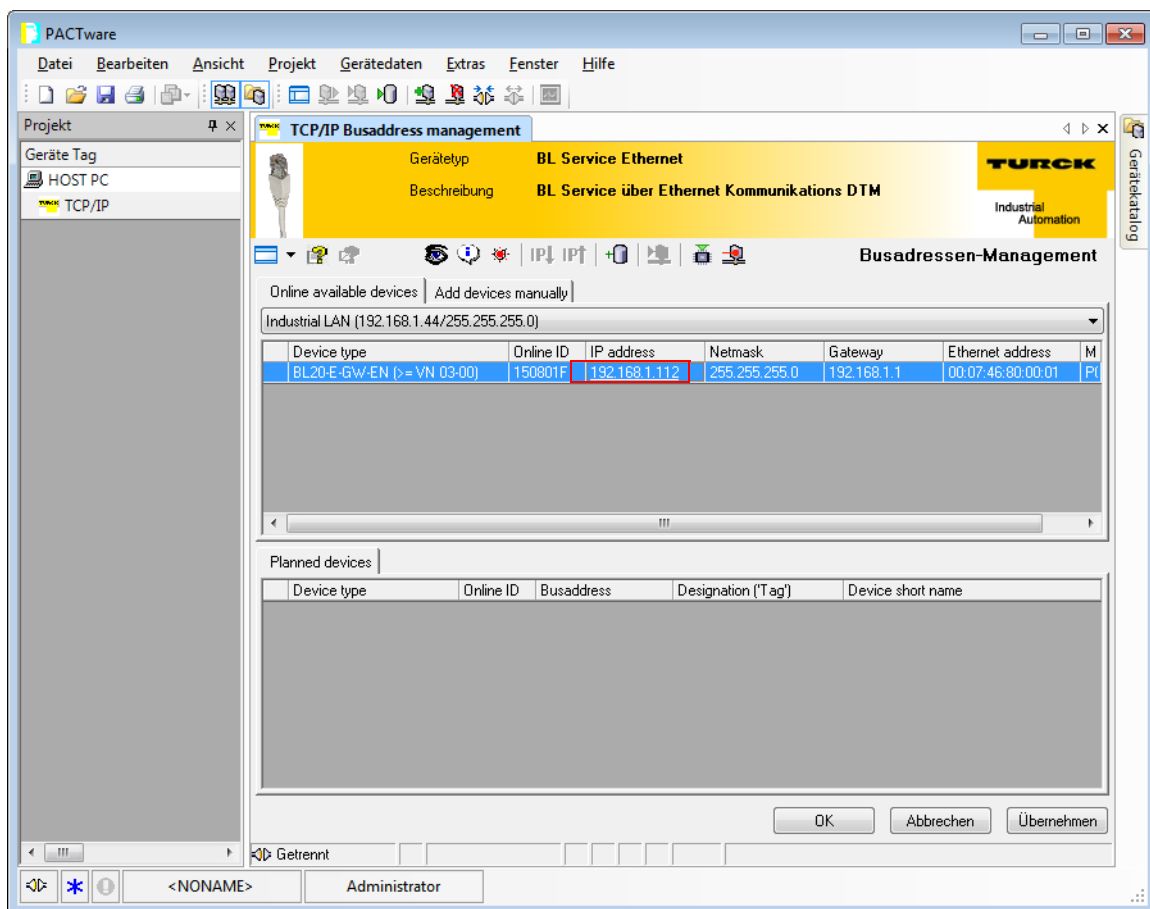 PACTware
Datei Bearbeiten Ansicht Projekt Gerätedaten Extras Fenster Hilfe
Projekt
Geräte Tag
HOST PC
TURCK TCP/IP
TURCK TCP/IP Busaddress management
Gerätetyp BL Service Ethernet
Beschreibung BL Service über Ethernet Kommunikations DTM
TURCK
Industrial
Automation
Gerätekatalog
IP IP
Busadressen-Management
Online available devices Add devices manually
Industrial LAN (192.168.1.44/255.255.255.0)
Device type Online ID IP address Netmask Gateway Ethernet address M
BL20-E-GW-EN (>= VN 03-00) 150801F 192.168.1.112 255.255.255.0 192.168.1.1 00:07:46:80:00:01 P(
Planned devices
Device type Online ID Busaddress Designation ('Tag') Device short name
OK Abbrechen Übernehmen
Getrennt
<NONAME> Administrator